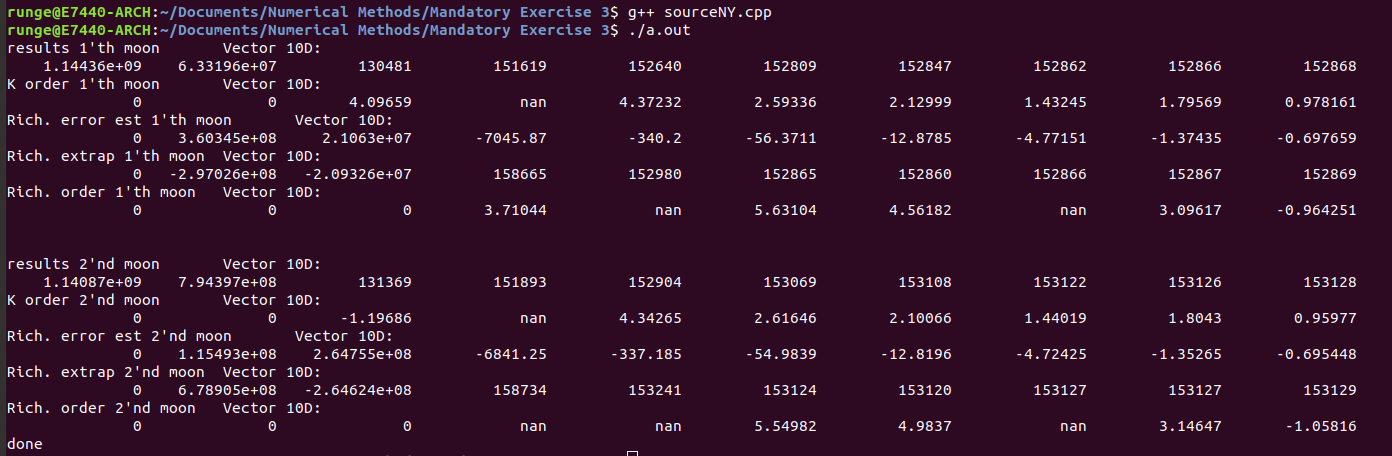 runge@E7440-ARCH:~/Documents/Numerical Methods/Mandatory Exercise 3$ g++ sourceNY.cpp
runge@E7440-ARCH:~/Documents/Numerical Methods/Mandatory Exercise 3$ ./a.out
results 1'th moon Vector 10D:
1.14436e+09 6.33196e+07 130481 151619 152640 152809 152847 152862 152866 152868
K order 1'th moon Vector 10D:
0 0 4.09659 nan 4.37232 2.59336 2.12999 1.43245 1.79569 0.978161
Rich. error est 1'th moon Vector 10D:
0 3.60345e+08 2.1063e+07 -7045.87 -340.2 -56.3711 -12.8785 -4.77151 -1.37435 -0.697659
Rich. extrap 1'th moon Vector 10D:
0 -2.97026e+08 -2.09326e+07 158665 152980 152865 152860 152866 152867 152869
Rich. order 1'th moon Vector 10D:
0 0 0 3.71044 nan 5.63104 4.56182 nan 3.09617 -0.964251
results 2'nd moon Vector 10D:
1.14087e+09 7.94397e+08 131369 151893 152904 153069 153108 153122 153126 153128
K order 2'nd moon Vector 10D:
0 0 -1.19686 nan 4.34265 2.61646 2.10066 1.44019 1.8043 0.95977
Rich. error est 2'nd moon Vector 10D:
0 1.15493e+08 2.64755e+08 -6841.25 -337.185 -54.9839 -12.8196 -4.72425 -1.35265 -0.695448
Rich. extrap 2'nd moon Vector 10D:
0 6.78905e+08 -2.64624e+08 158734 153241 153124 153120 153127 153127 153129
Rich. order 2'nd moon Vector 10D:
0 0 0 nan nan 5.54982 4.9837 nan 3.14647 -1.05816
done